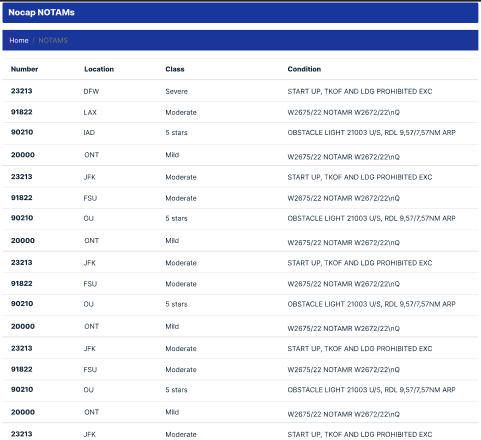 Nocap NOTAMs
Home / NOTAMS
Number Location Class Condition
23213 DFW Severe START UP, TKOF AND LDG PROHIBITED EXC
91822 LAX Moderate W2675/22 NOTAMR W2672/22\nQ
90210 IAD 5 stars OBSTACLE LIGHT 21003 U/S, RDL 9,57/7,57NM ARP
20000 ONT Mild W2675/22 NOTAMR W2672/22\nQ
23213 JFK Moderate START UP, TKOF AND LDG PROHIBITED EXC
91822 FSU Moderate W2675/22 NOTAMR W2672/22\nQ
90210 OU 5 stars OBSTACLE LIGHT 21003 U/S, RDL 9,57/7,57NM ARP
20000 ONT Mild W2675/22 NOTAMR W2672/22\nQ
23213 JFK Moderate START UP, TKOF AND LDG PROHIBITED EXC
91822 FSU Moderate W2675/22 NOTAMR W2672/22\nQ
90210 OU 5 stars OBSTACLE LIGHT 21003 U/S, RDL 9,57/7,57NM ARP
20000 ONT Mild W2675/22 NOTAMR W2672/22\nQ
23213 JFK Moderate START UP, TKOF AND LDG PROHIBITED EXC
91822 FSU Moderate W2675/22 NOTAMR W2672/22\nQ
90210 OU 5 stars OBSTACLE LIGHT 21003 U/S, RDL 9,57/7,57NM ARP
20000 ONT Mild W2675/22 NOTAMR W2672/22\nQ
23213 JFK Moderate START UP, TKOF AND LDG PROHIBITED EXC